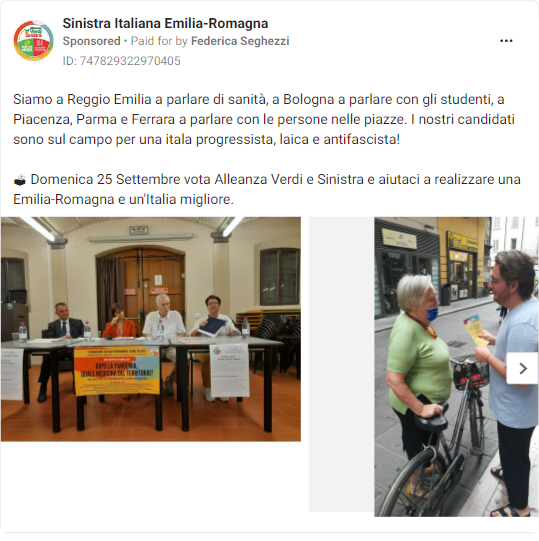 Sinistra Italiana Emilia-Romagna
Sponsored • Paid for by Federica Seghezzi
ID: 747829322970405
Siamo a Reggio Emilia a parlare di sanità, a Bologna a parlare con gli studenti, a
Piacenza, Parma e Ferrara a parlare con le persone nelle piazze. I nostri candidati
sono sul campo per una itala progressista, laica e antifascista!
🗳 Domenica 25 Settembre vota Alleanza Verdi e Sinistra e aiutaci a realizzare una
Emilia-Romagna e un'Italia migliore.
DOPO LA PANDEMIA,
QUALE MEDICINA DEL TERRITORIO?